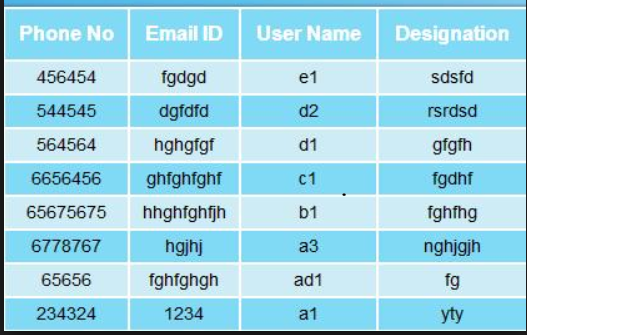 Phone No Email ID User Name Designation
456454 fgdgd e1 sdsfd
544545 dgfdfd d2 rsrdsd
564564 hghgfgf d1 gfgfh
6656456 ghfghfghf c1 fgdhf
65675675 hhghfghfjh b1 fghfhg
6778767 hgjhj a3 nghjgjh
65656 fghfghgh ad1 fg
234324 1234 a1 yty